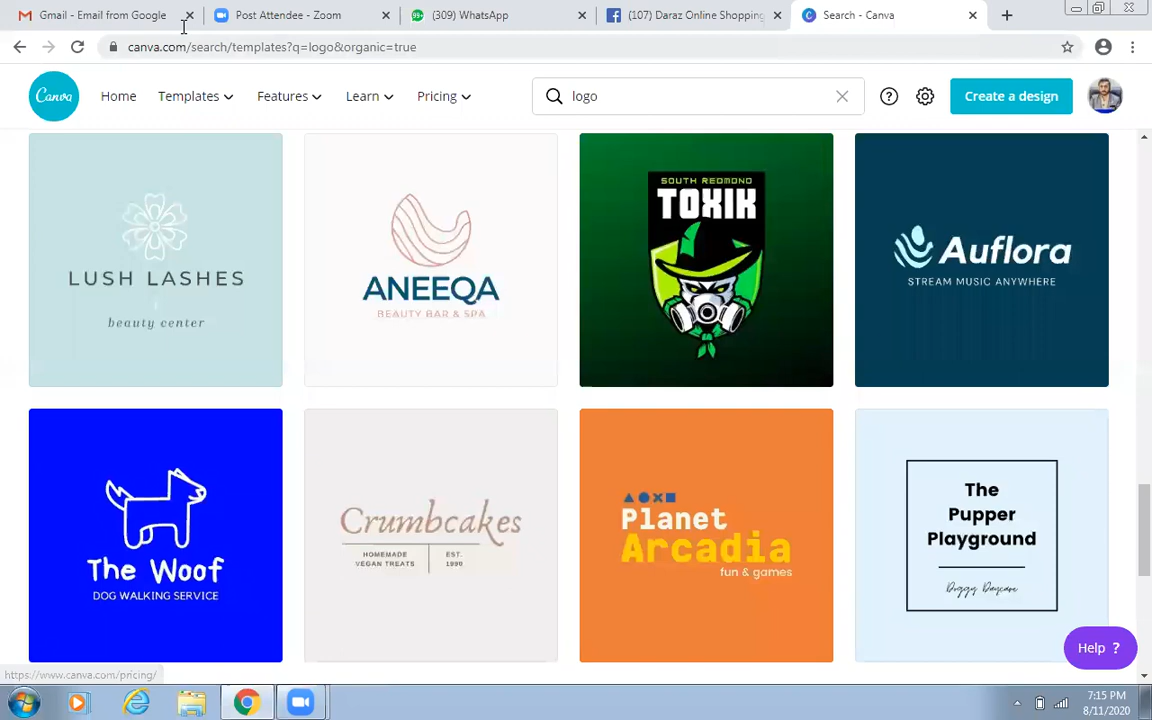 Gmail - Email from Google
Post Attendee - Zoom
(309) WhatsApp
(107) Daraz Online Shopping
Search - Canva
canva.com/search/templates?q=logo&organic=true
Canva
Home
Templates
Features
Learn
Pricing
logo
Create a design
LUSH LASHES
beauty center
ANEEQA
BEAUTY BAR & SPA
SOUTH REDMOND
TOXIK
Auflora
STREAM MUSIC ANYWHERE
The Woof
DOG WALKING SERVICE
Crumbcakes
HOMEMADE
VEGAN TREATS
EST.
1990
Planet
Arcadia
fun & games
The
Pupper
Playground
Doggy Daycare
Help ?
https://www.canva.com/pricing/
7:15 PM
8/11/2020